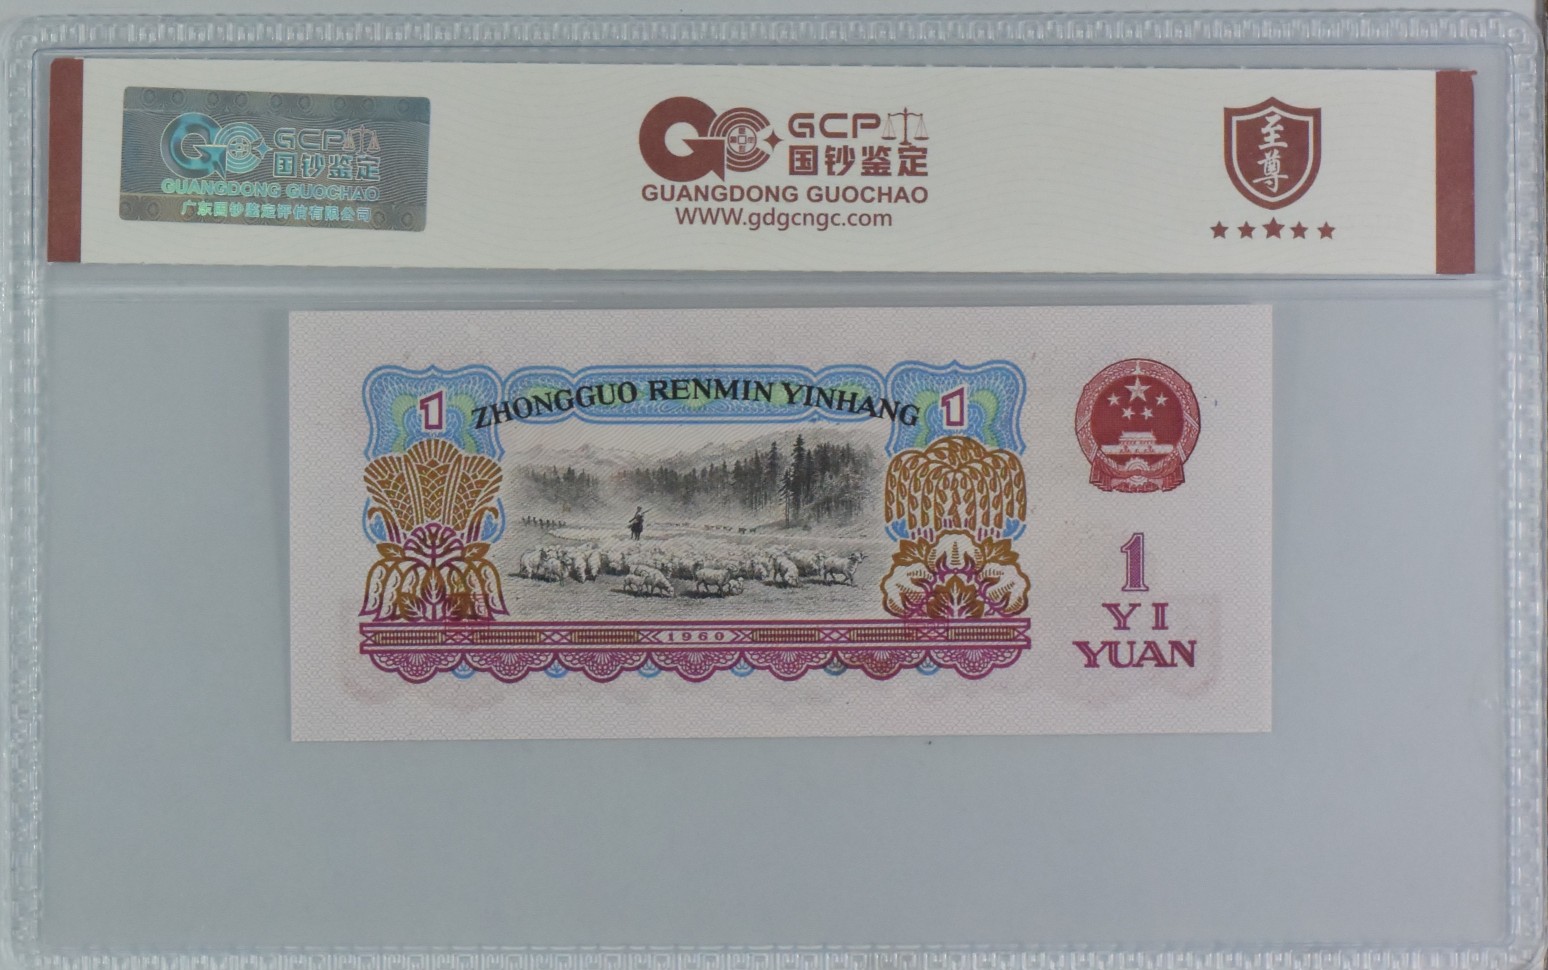 GCP
国钞鉴定
GUANGDONG GUOCHAO
广东国钞鉴定评估有限公司
GCP
国钞鉴定
GUANGDONG GUOCHAO
WWW.gdgcngc.com
至尊
1
ZHONGGUO RENMIN YINHANG
1
1
YI
YUAN
1960